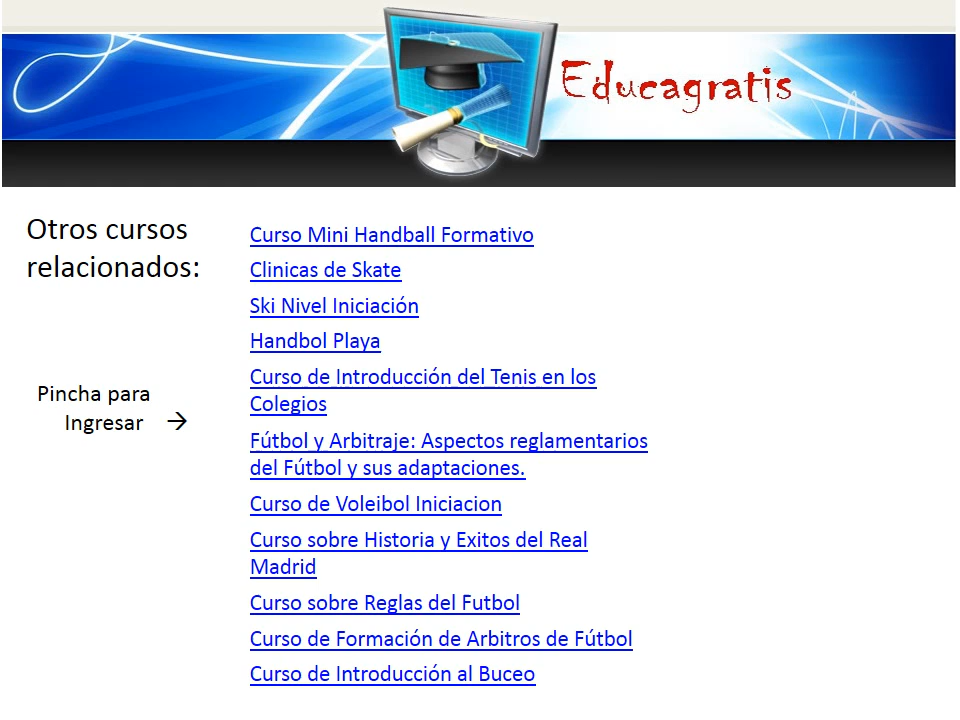 Educagratis
Otros cursos
relacionados:
Pincha para
Ingresar →
Curso Mini Handball Formativo
Clinicas de Skate
Ski Nivel Iniciación
Handbol Playa
Curso de Introducción del Tenis en los
Colegios
Fútbol y Arbitraje: Aspectos reglamentarios
del Fútbol y sus adaptaciones.
Curso de Voleibol Iniciacion
Curso sobre Historia y Exitos del Real
Madrid
Curso sobre Reglas del Futbol
Curso de Formación de Arbitros de Fútbol
Curso de Introducción al Buceo